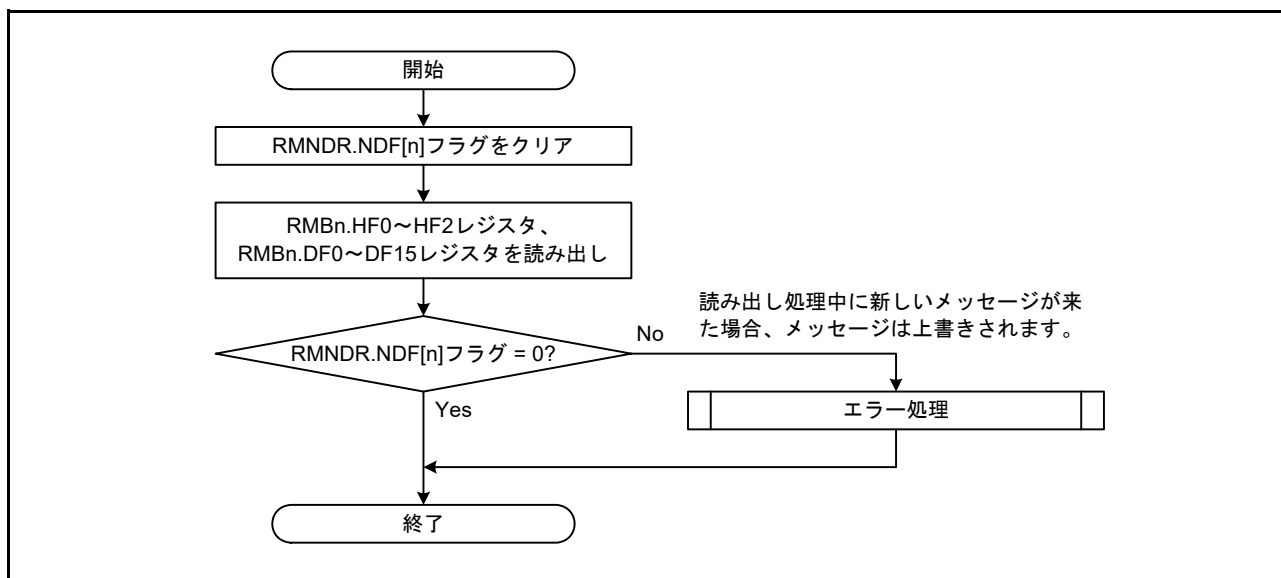 開始
RMNDR.NDF[n]フラグをクリア
RMBn.HF0～HF2レジスタ、
RMBn.DF0～DF15レジスタを読み出し
読み出し処理中に新しいメッセージが来
た場合、メッセージは上書きされます。
RMNDR.NDF[n]フラグ = 0?
No
Yes
エラー処理
終了